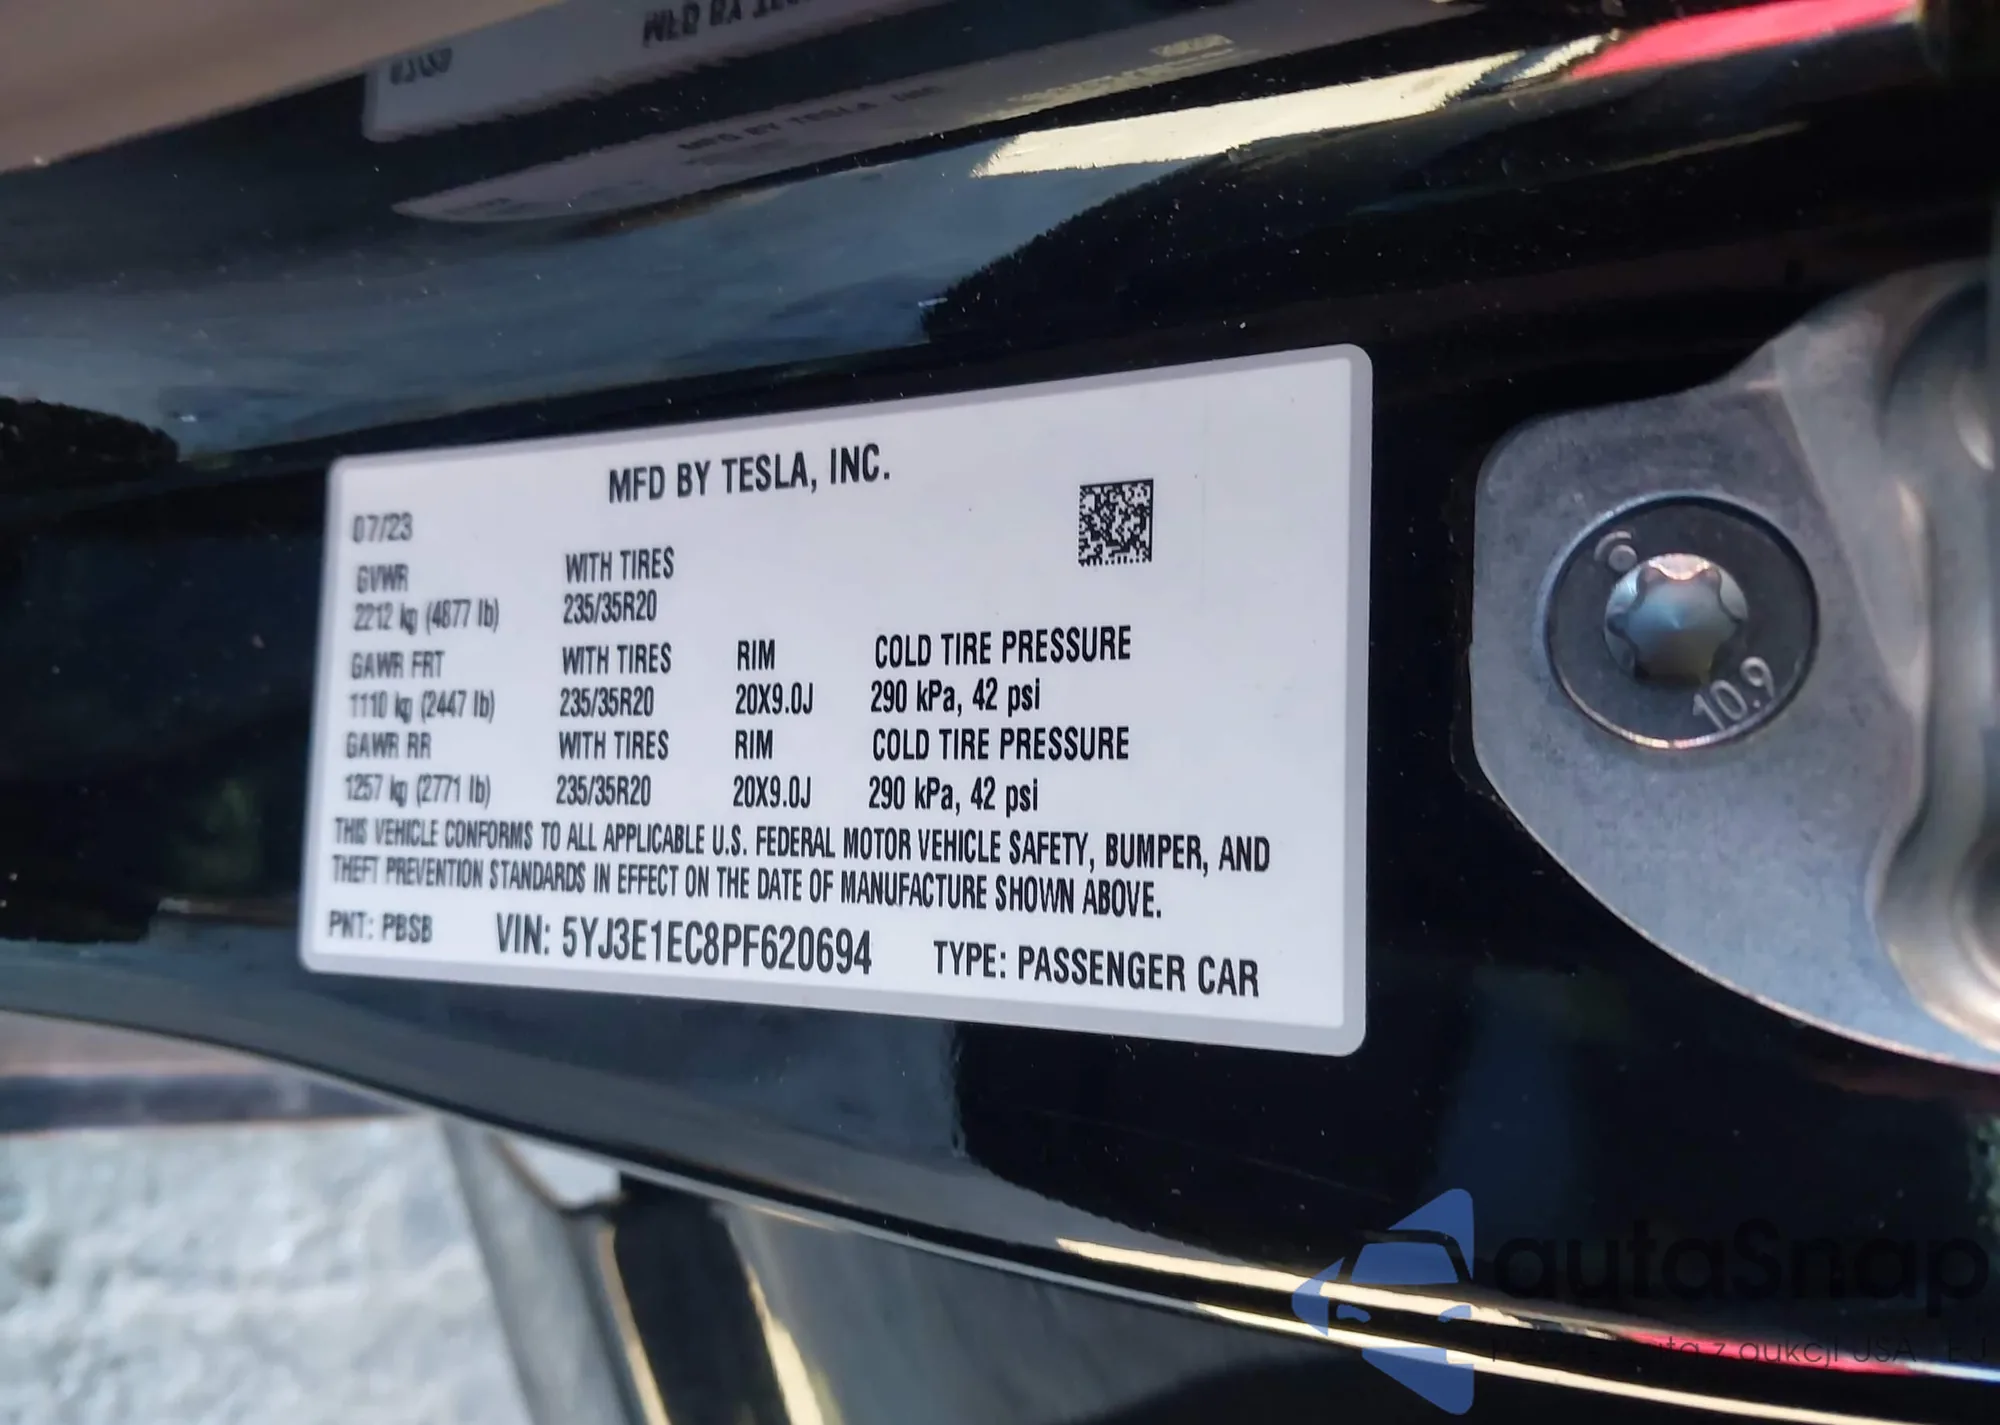 MFD BY TESLA, INC.
07/23
GVWR WITH TIRES
2212 kg (4877 lb) 235/35R20
GAWR FRT WITH TIRES RIM COLD TIRE PRESSURE
1110 kg (2447 lb) 235/35R20 20X9.0J 290 kPa, 42 psi
GAWR RR WITH TIRES RIM COLD TIRE PRESSURE
1257 kg (2771 lb) 235/35R20 20X9.0J 290 kPa, 42 psi
THIS VEHICLE CONFORMS TO ALL APPLICABLE U.S. FEDERAL MOTOR VEHICLE SAFETY, BUMPER, AND
THEFT PREVENTION STANDARDS IN EFFECT ON THE DATE OF MANUFACTURE SHOWN ABOVE.
PNT: PBSB VIN: 5YJ3E1EC8PF620694 TYPE: PASSENGER CAR
10.9
autaSnap
z aukcji USA